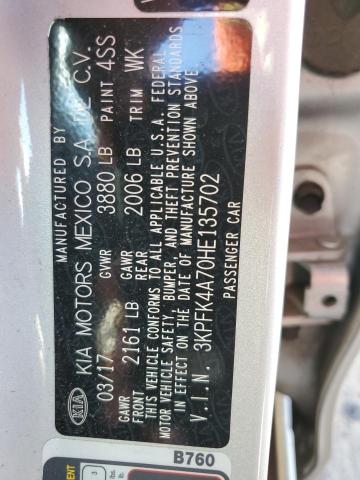 MANUFACTURED BY
KIA KIA MOTORS MEXICO S.A. DE C.V.
03/17 GVWR 3880 LB PAINT 4SS
GAWR FRONT 2161 LB GAWR REAR 2006 LB TRIM WK
THIS VEHICLE CONFORMS TO ALL APPLICABLE U.S.A. FEDERAL
MOTOR VEHICLE SAFETY, BUMPER, AND THEFT PREVENTION STANDARDS
IN EFFECT ON THE DATE OF MANUFACTURE SHOWN ABOVE
V.I.N. 3KPFK4A70HE135702
PASSENGER CAR
B760